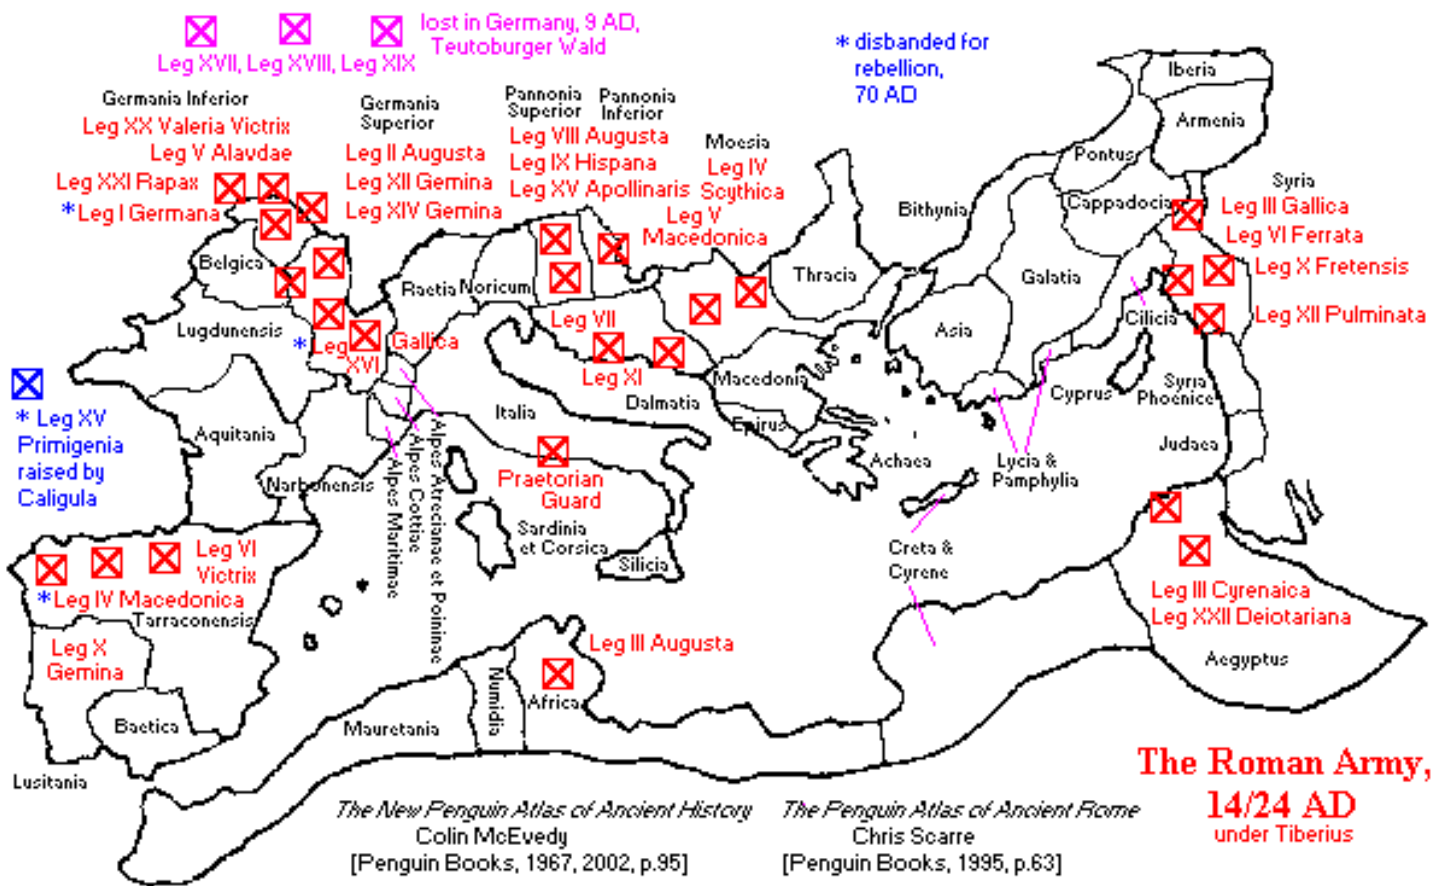 lost in Germany, 9 AD,
Teutoburger Wald
Leg XVII, Leg XVIII, Leg XIX
* disbanded for
rebellion,
70 AD
Germania Inferior
Leg XX Valeria Victrix
Leg V Alavdae
Leg XXI Rapax
* Leg I Germana
Germania
Superior
Leg II Augusta
Leg XII Gemina
Leg XIV Gemina
Pannonia
Superior
Pannonia
Inferior
Leg VIII Augusta
Leg IX Hispana
Leg XV Apollinaris
Moesia
Leg IV
Scythica
Leg V
Macedonica
Iberia
Armenia
Pontus
Cappadocia
Bithynia
Syria
Leg III Gallica
Leg VI Ferrata
Leg X Fretensis
Leg XII Pulminata
Belgica
Raetia
Noricum
Thracia
Galatia
Lugdunensis
Leg VII
Asia
Cilicia
* Leg Gallica
XVI
Leg XI
Macedonia
Cyprus
Syria
Phoenice
* Leg XV
Primigenia
raised by
Caligula
Aquitania
Italia
Dalmatia
Epirus
Achaea
Lycia &
Pamphylia
Judaea
Narbonensis
Alpes Maritimae
Alpes Cottiae
Alpes Atrecianae et Poininae
Praetorian
Guard
Sardinia
et Corsica
Silicia
Creta &
Cyrene
Leg VI
Victrix
* Leg IV Macedonica
Tarraconensis
Leg X
Gemina
Leg III Cyrenaica
Leg XXII Deiotariana
Aegyptus
Leg III Augusta
Baetica
Lusitania
Mauretania
Numidia
Africa
The Roman Army,
14/24 AD
under Tiberius
The New Penguin Atlas of Ancient History
Colin McEvedy
[Penguin Books, 1967, 2002, p.95]
The Penguin Atlas of Ancient Rome
Chris Scarre
[Penguin Books, 1995, p.63]